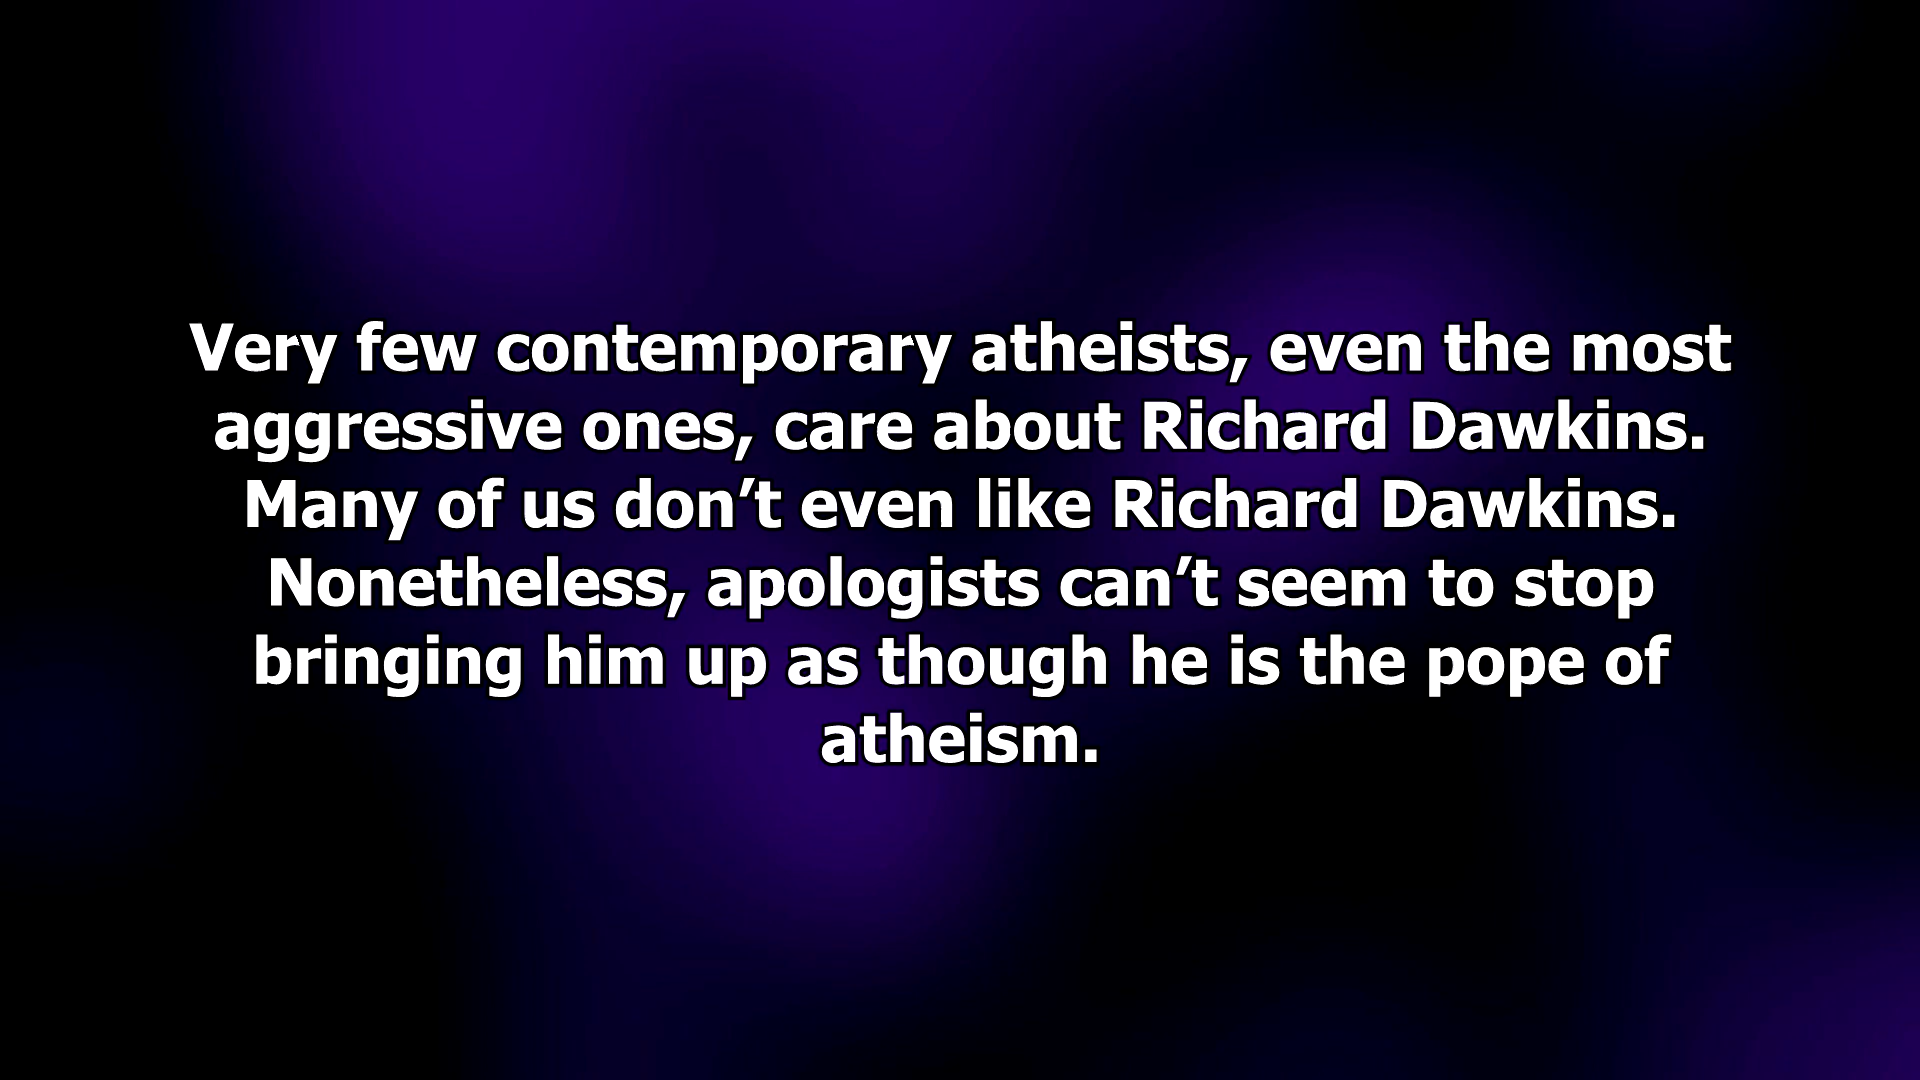 Very few contemporary atheists, even the most
aggressive ones, care about Richard Dawkins.
Many of us don’t even like Richard Dawkins.
Nonetheless, apologists can’t seem to stop
bringing him up as though he is the pope of
atheism.